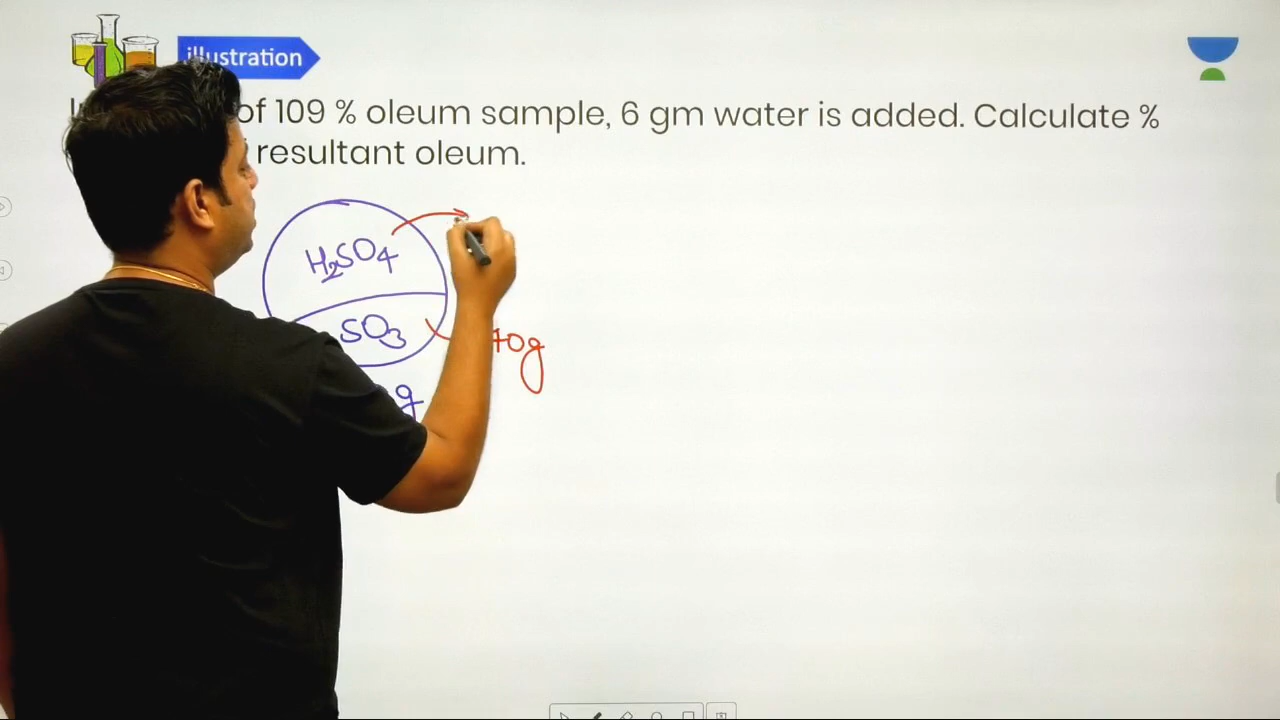 illustration
of 109 % oleum sample, 6 gm water is added. Calculate %
resultant oleum.
H2SO4
SO3
40g
g